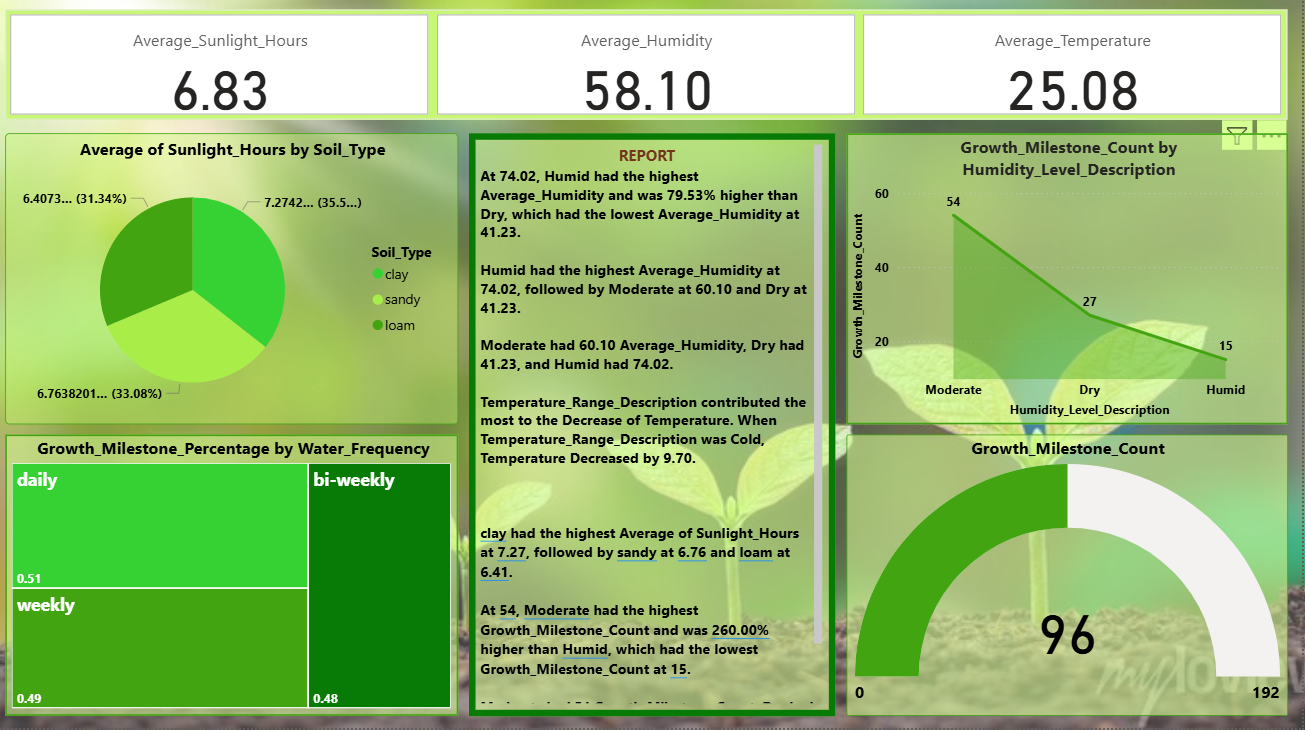 Average_Sunlight_Hours
6.83
Average_Humidity
58.10
Average_Temperature
25.08
Average of Sunlight_Hours by Soil_Type
6.4073... (31.34%)
7.2742... (35.5...)
6.7638201... (33.08%)
Soil_Type
clay
sandy
loam
Growth_Milestone_Percentage by Water_Frequency
daily
0.51
weekly
0.49
bi-weekly
0.48
REPORT
At 74.02, Humid had the highest
Average_Humidity and was 79.53% higher than
Dry, which had the lowest Average_Humidity at
41.23.
Humid had the highest Average_Humidity at
74.02, followed by Moderate at 60.10 and Dry at
41.23.
Moderate had 60.10 Average_Humidity, Dry had
41.23, and Humid had 74.02.
Temperature_Range_Description contributed the
most to the Decrease of Temperature. When
Temperature_Range_Description was Cold,
Temperature Decreased by 9.70.
clay had the highest Average of Sunlight_Hours
at 7.27, followed by sandy at 6.76 and loam at
6.41.
At 54, Moderate had the highest
Growth_Milestone_Count and was 260.00%
higher than Humid, which had the lowest
Growth_Milestone_Count at 15.
Growth_Milestone_Count by
Humidity_Level_Description
Growth_Milestone_Count
60
40
20
54
27
15
Moderate
Dry
Humid
Humidity_Level_Description
Growth_Milestone_Count
96
0
192